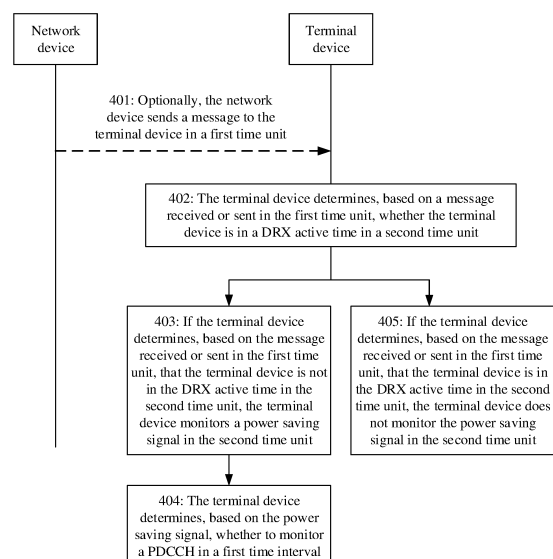 Network
device
Terminal
device
401: Optionally, the network
device sends a message to the
terminal device in a first time unit
402: The terminal device determines, based on a message
received or sent in the first time unit, whether the terminal
device is in a DRX active time in a second time unit
403: If the terminal device
determines, based on the message
received or sent in the first time
unit, that the terminal device is not
in the DRX active time in the
second time unit, the terminal
device monitors a power saving
signal in the second time unit
405: If the terminal device
determines, based on the message
received or sent in the first time
unit, that the terminal device is in
the DRX active time in the second
time unit, the terminal device does
not monitor the power saving
signal in the second time unit
404: The terminal device
determines, based on the power
saving signal, whether to monitor
a PDCCH in a first time interval